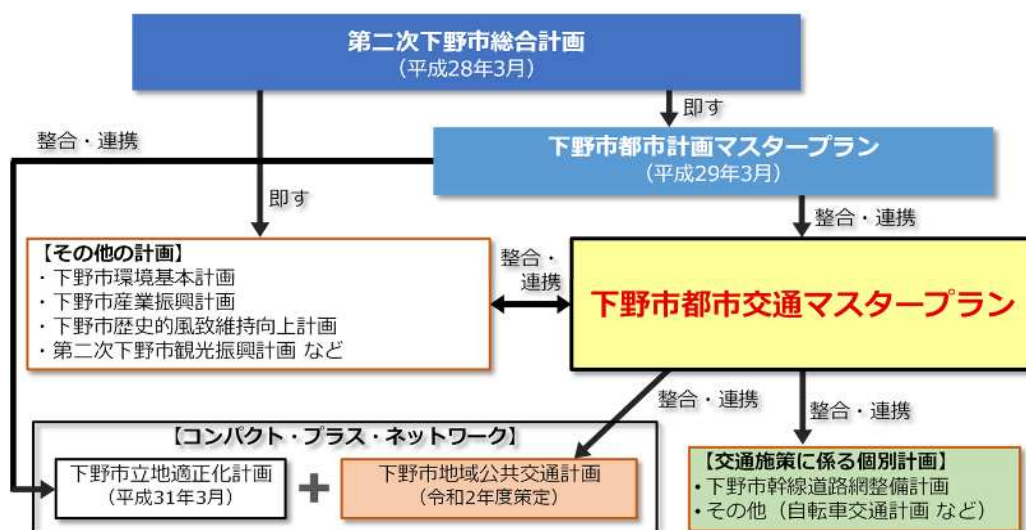 第二次下野市総合計画
（平成28年3月）
即す
整合・連携
下野市都市計画マスタープラン
（平成29年3月）
即す
整合・連携
【その他の計画】
・下野市環境基本計画
・下野市産業振興計画
・下野市歴史的風致維持向上計画
・第二次下野市観光振興計画 など
整合・
連携
下野市都市交通マスタープラン
整合・連携
整合・連携
【コンパクト・プラス・ネットワーク】
下野市立地適正化計画
（平成31年3月）
+
下野市地域公共交通計画
（令和2年度策定）
【交通施策に係る個別計画】
・下野市幹線道路網整備計画
・その他（自転車交通計画 など）